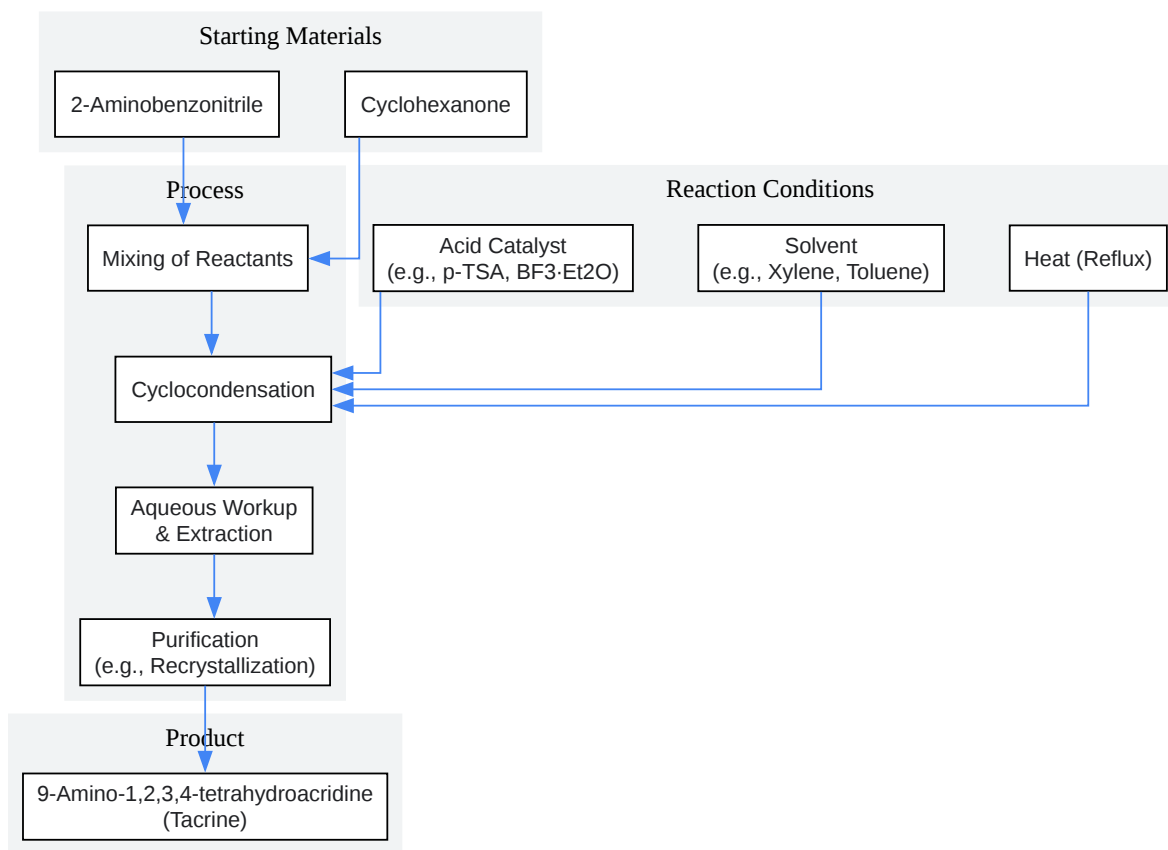 Starting Materials
2-Aminobenzonitrile
Cyclohexanone
Process
Reaction Conditions
Mixing of Reactants
Acid Catalyst
(e.g., p-TSA, BF3·Et2O)
Solvent
(e.g., Xylene, Toluene)
Heat (Reflux)
Cyclocondensation
Aqueous Workup
& Extraction
Purification
(e.g., Recrystallization)
Product
9-Amino-1,2,3,4-tetrahydroacridine
(Tacrine)